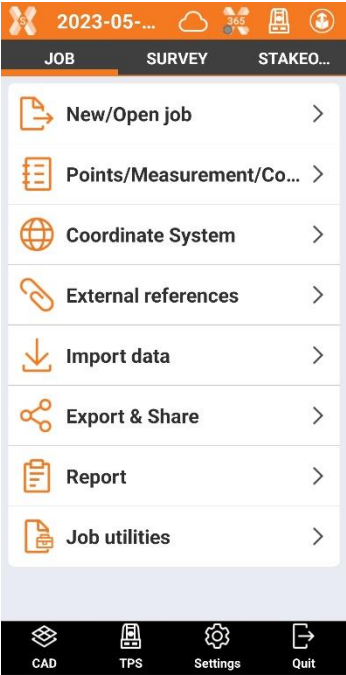 S 2023-05-... 365
JOB SURVEY STAKEO...
New/Open job
Points/Measurement/Co...
Coordinate System
External references
Import data
Export & Share
Report
Job utilities
CAD TPS Settings Quit